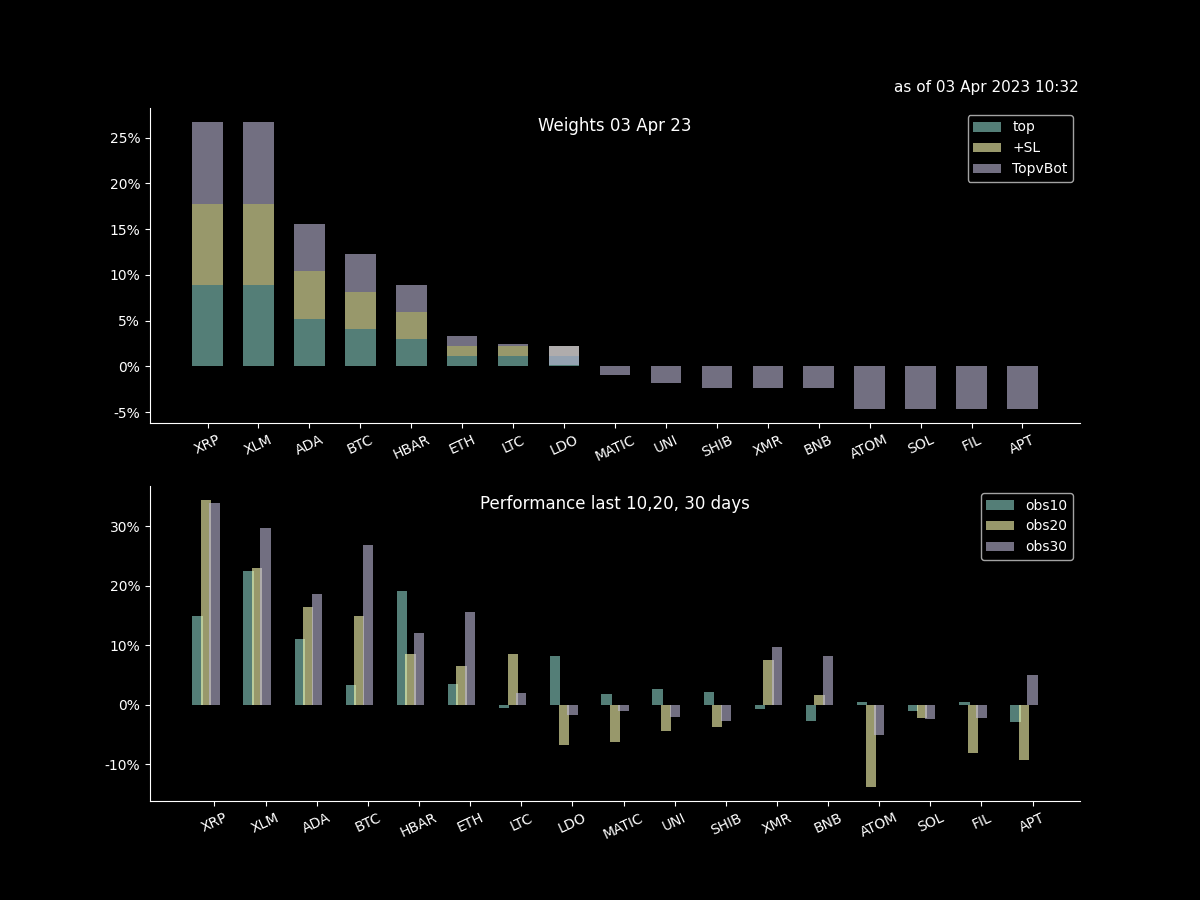 as of 03 Apr 2023 10:32
Weights 03 Apr 23
top
+SL
TopvBot
25%
20%
15%
10%
5%
0%
-5%
XRP XLM ADA BTC HBAR ETH LTC LDO MATIC UNI SHIB XMR BNB ATOM SOL FIL APT
Performance last 10,20, 30 days
obs10
obs20
obs30
30%
20%
10%
0%
-10%
XRP XLM ADA BTC HBAR ETH LTC LDO MATIC UNI SHIB XMR BNB ATOM SOL FIL APT